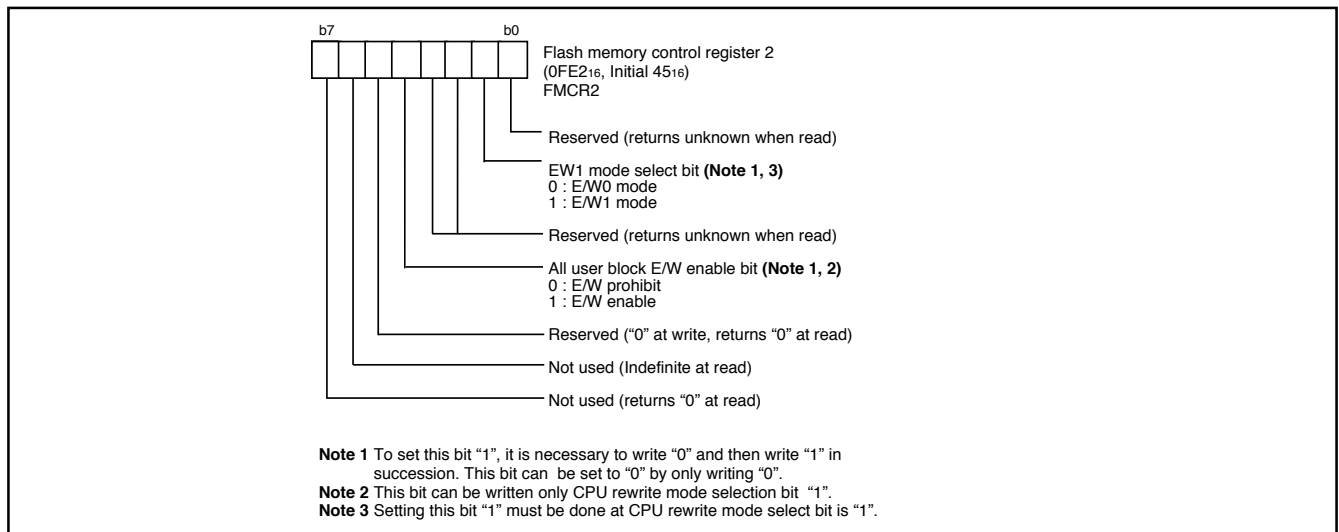 b7 b0
Flash memory control register 2
(0FE2₁₆, Initial 45₁₆)
FMCR2
Reserved (returns unknown when read)
EW1 mode select bit (Note 1, 3)
0 : E/W0 mode
1 : E/W1 mode
Reserved (returns unknown when read)
All user block E/W enable bit (Note 1, 2)
0 : E/W prohibit
1 : E/W enable
Reserved (“0” at write, returns “0” at read)
Not used (Indefinite at read)
Not used (returns “0” at read)
Note 1 To set this bit “1”, it is necessary to write “0” and then write “1” in
succession. This bit can be set to “0” by only writing “0”.
Note 2 This bit can be written only CPU rewrite mode selection bit “1”.
Note 3 Setting this bit “1” must be done at CPU rewrite mode select bit is “1”.